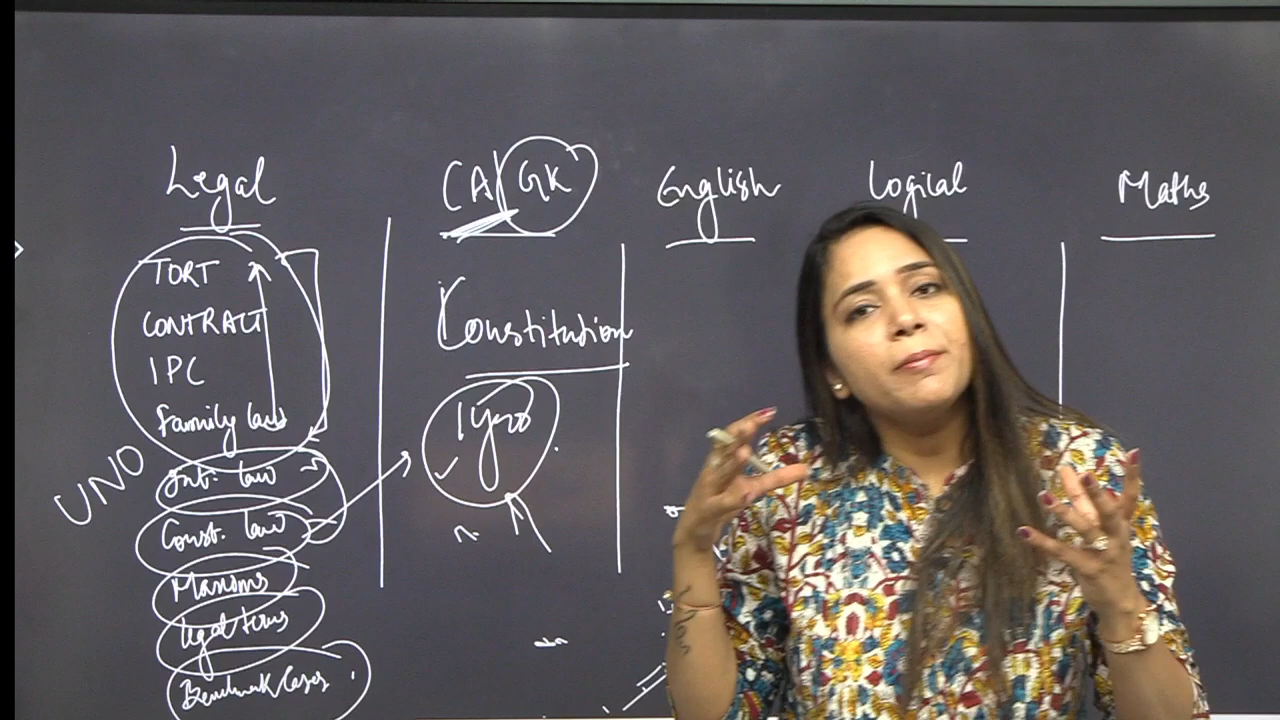 Legal
TORT
CONTRACT
IPC
Family law
UNO
Int. law
Const. law
Maxims
legal terms
Benchmark Cases
CA/GK
Constitution
English
Logical
Maths